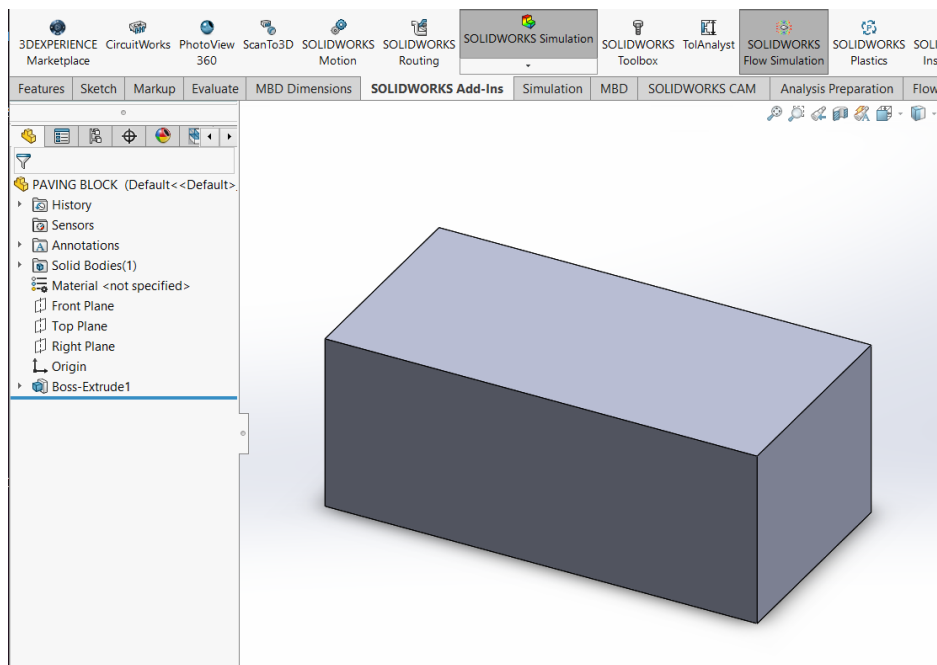 3DEXPERIENCE
Marketplace
CircuitWorks
PhotoView
360
ScanTo3D
SOLIDWORKS
Motion
SOLIDWORKS
Routing
SOLIDWORKS Simulation
SOLIDWORKS
Toolbox
TolAnalyst
SOLIDWORKS
Flow Simulation
SOLIDWORKS
Plastics
SOLI
Ins
Features Sketch Markup Evaluate MBD Dimensions SOLIDWORKS Add-Ins Simulation MBD SOLIDWORKS CAM Analysis Preparation Flow
PAVING BLOCK (Default<<Default>
History
Sensors
Annotations
Solid Bodies(1)
Material <not specified>
Front Plane
Top Plane
Right Plane
Origin
Boss-Extrude1